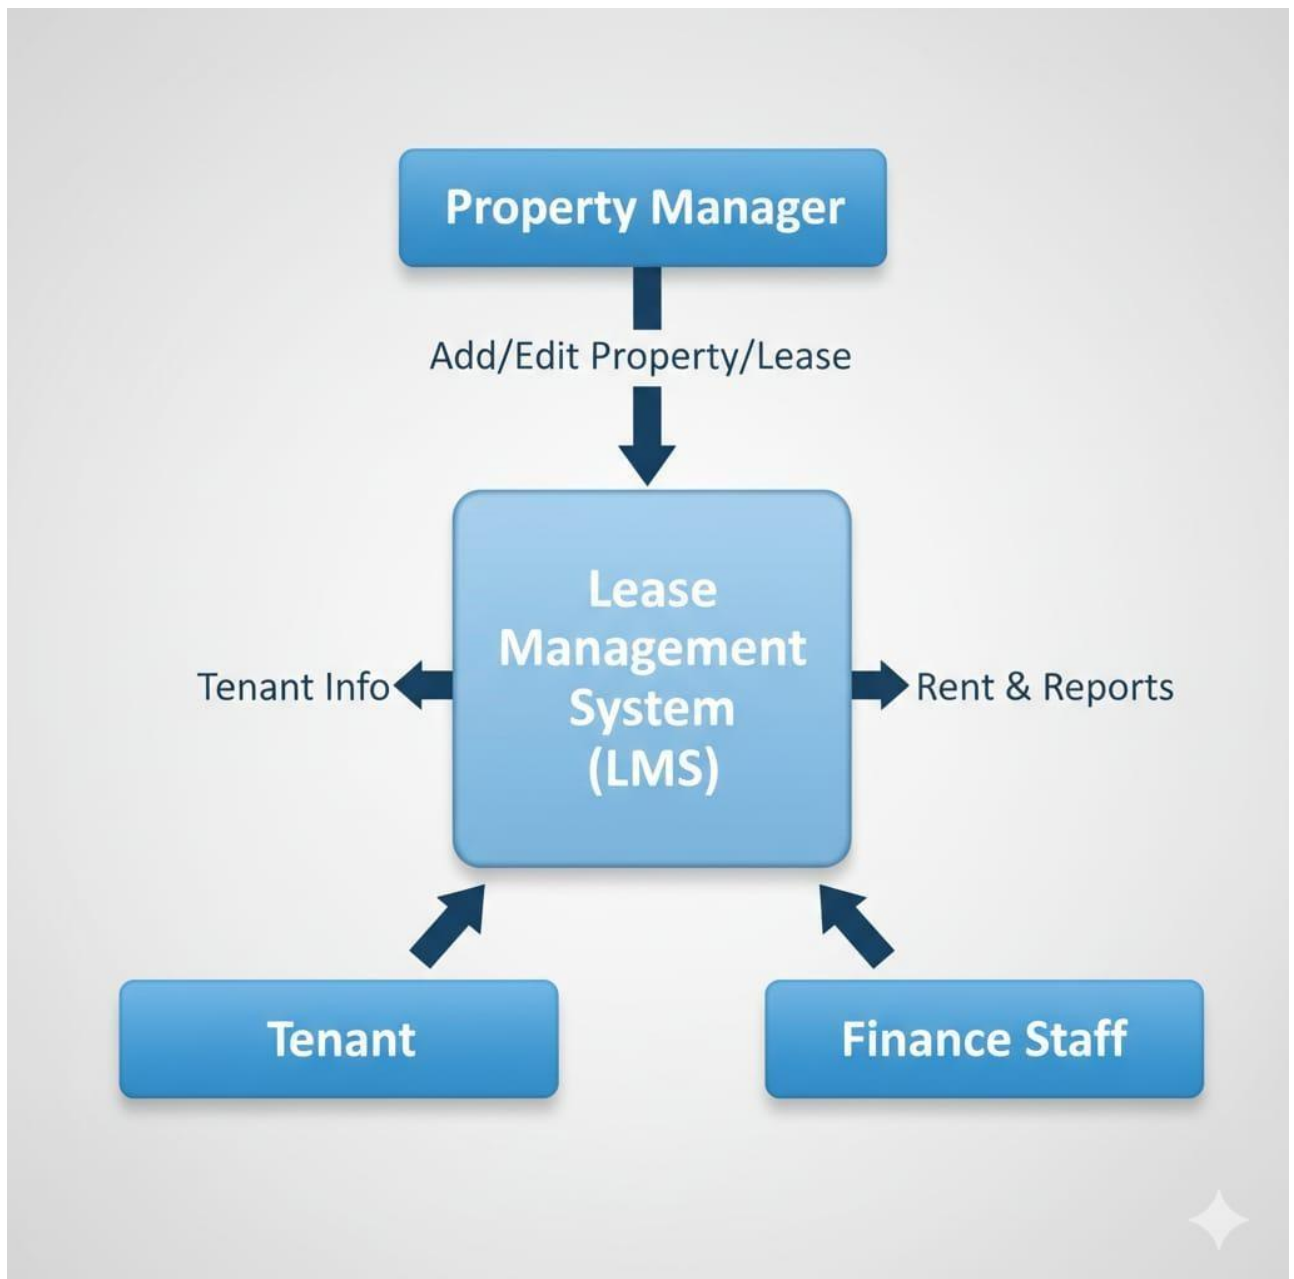 Property Manager
Add/Edit Property/Lease
Lease
Management
System
(LMS)
Tenant Info
Rent & Reports
Tenant
Finance Staff